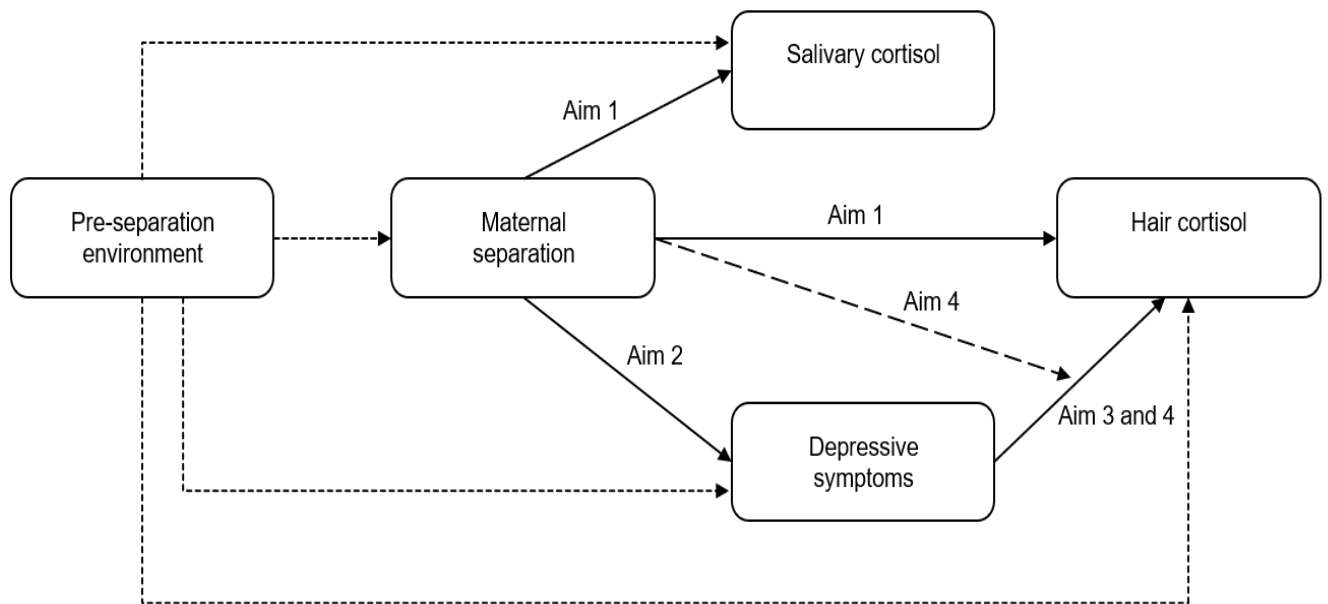 Salivary cortisol
Aim 1
Pre-separation
environment
Maternal
separation
Aim 1
Hair cortisol
Aim 4
Aim 2
Aim 3 and 4
Depressive
symptoms